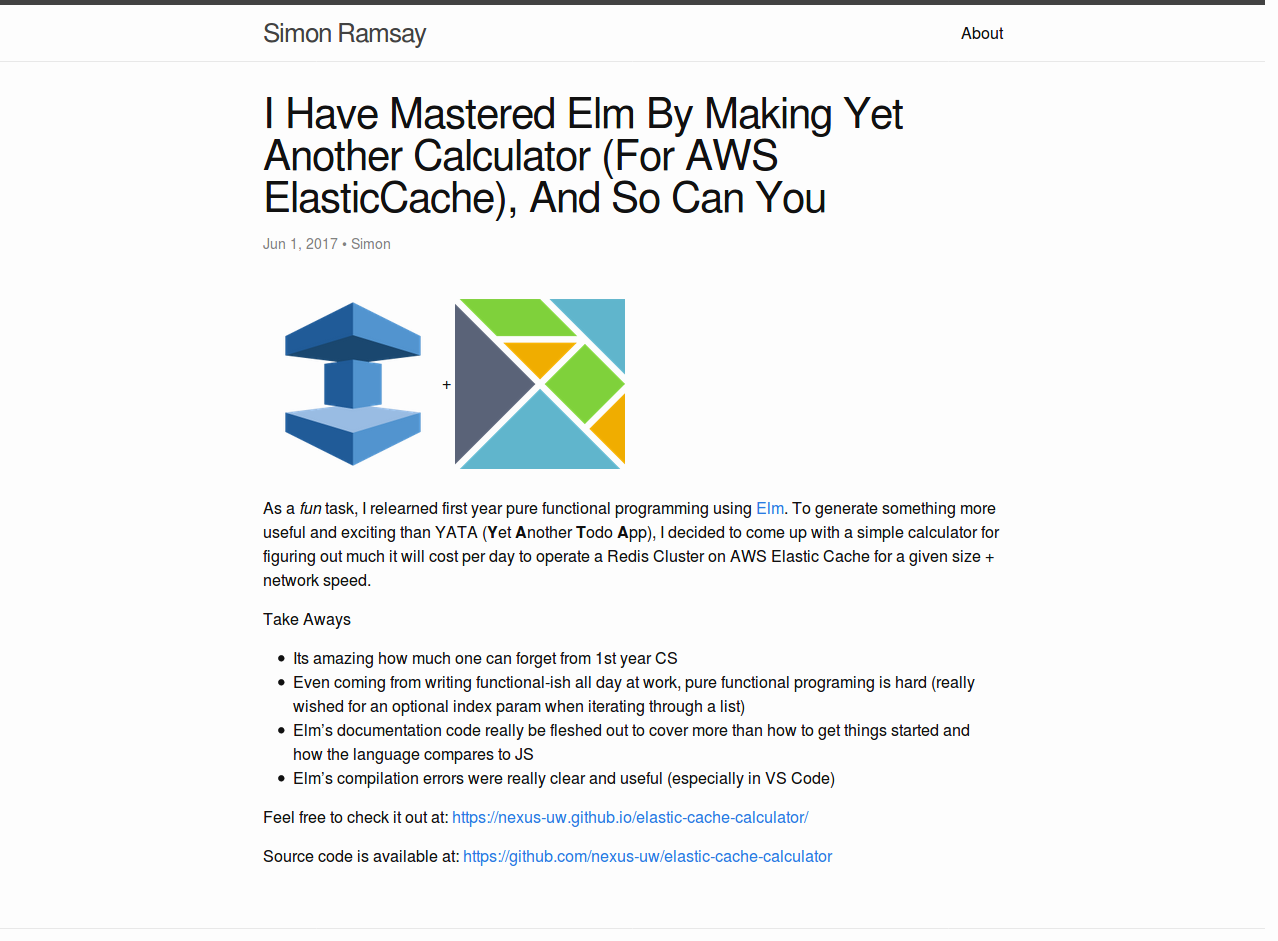 Simon Ramsay
About
I Have Mastered Elm By Making Yet
Another Calculator (For AWS
ElasticCache), And So Can You
Jun 1, 2017 • Simon
+
As a fun task, I relearned first year pure functional programming using Elm. To generate something more
useful and exciting than YATA (Yet Another Todo App), I decided to come up with a simple calculator for
figuring out much it will cost per day to operate a Redis Cluster on AWS Elastic Cache for a given size +
network speed.
Take Aways
• Its amazing how much one can forget from 1st year CS
• Even coming from writing functional-ish all day at work, pure functional programing is hard (really
wished for an optional index param when iterating through a list)
• Elm's documentation code really be fleshed out to cover more than how to get things started and
how the language compares to JS
• Elm's compilation errors were really clear and useful (especially in VS Code)
Feel free to check it out at: https://nexus-uw.github.io/elastic-cache-calculator/
Source code is available at: https://github.com/nexus-uw/elastic-cache-calculator